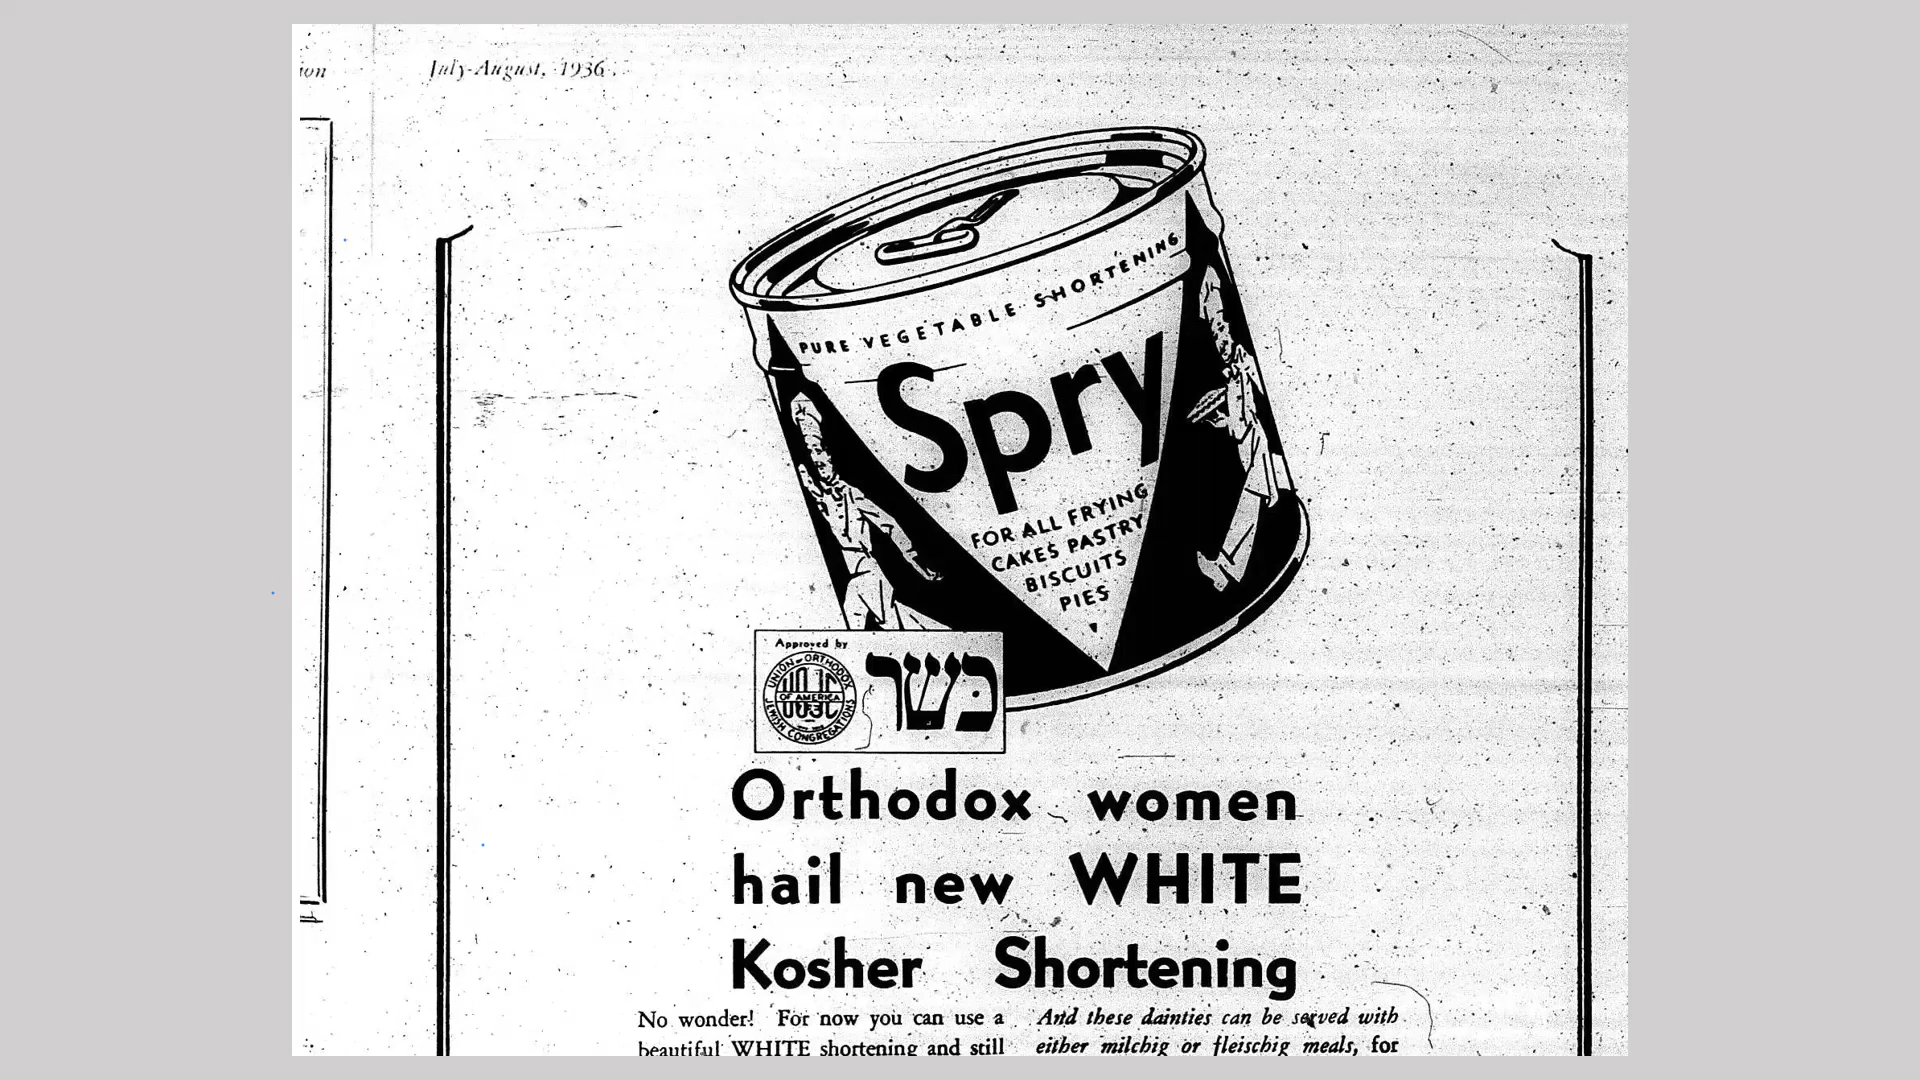 July-August, 1936
PURE VEGETABLE SHORTENING
Spry
FOR ALL FRYING
CAKES PASTRY
BISCUITS
PIES
Approved by
UNION OF ORTHODOX
OF AMERICA
JEWISH CONGREGATIONS
כשר
Orthodox women
hail new WHITE
Kosher Shortening
No wonder! For now you can use a
beautiful WHITE shortening and still
And these dainties can be served with
either milchig or fleischig meals, for